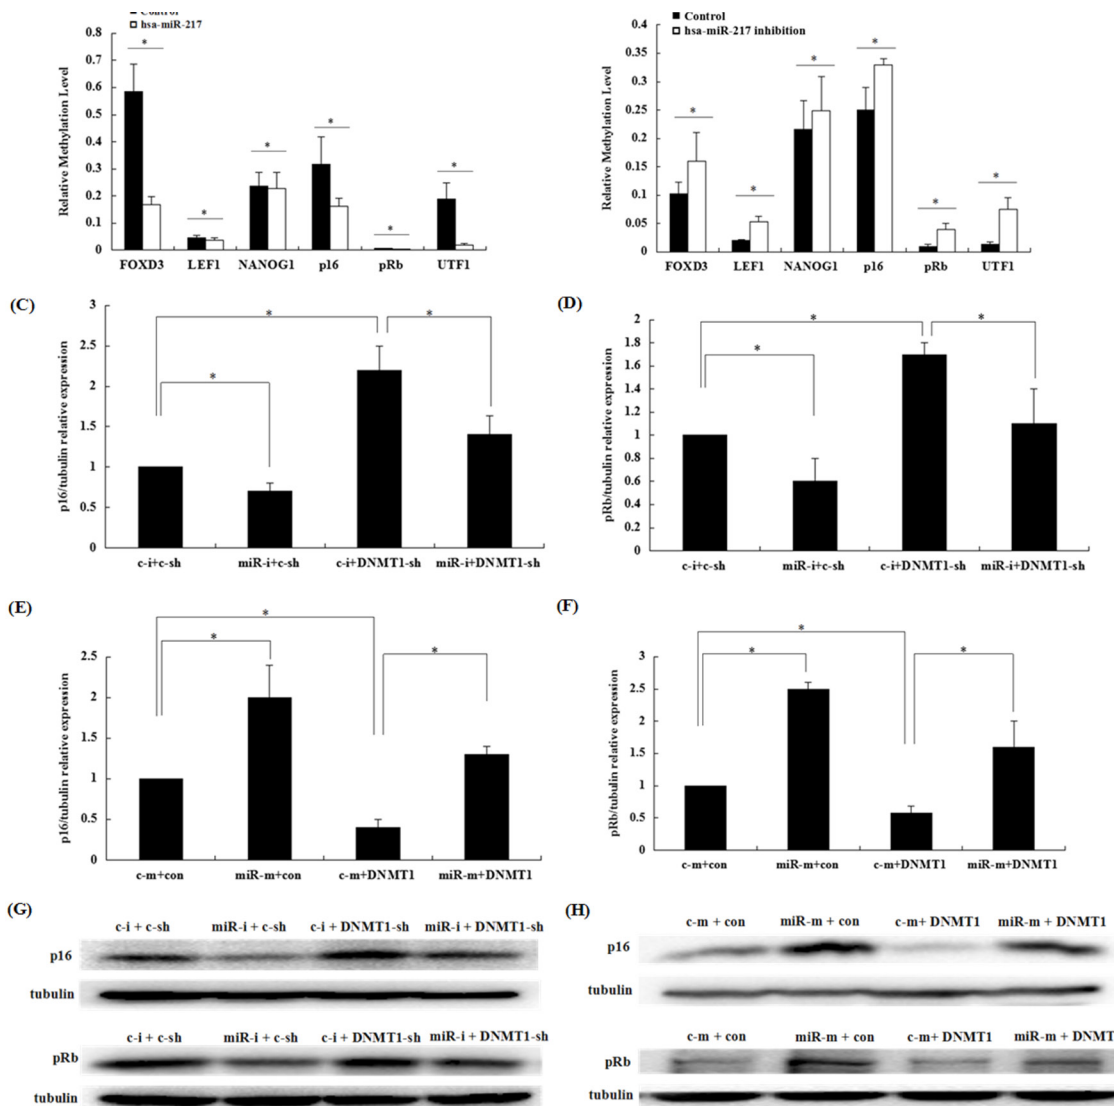 Control
hsa-miR-217
Relative Methylation Level
0.8
0.7
0.6
0.5
0.4
0.3
0.2
0.1
0
*
*
*
*
*
*
FOXD3 LEF1 NANOG1 p16 pRb UTF1
Control
hsa-miR-217 inhibition
Relative Methylation Level
0.4
0.35
0.3
0.25
0.2
0.15
0.1
0.05
0
*
*
*
*
*
*
FOXD3 LEF1 NANOG1 p16 pRb UTF1
(C)
p16/tubulin relative expression
3
2.5
2
1.5
1
0.5
0
*
*
*
c-i+c-sh miR-i+c-sh c-i+DNMT1-sh miR-i+DNMT1-sh
(D)
pRb/tubulin relative expression
2
1.8
1.6
1.4
1.2
1
0.8
0.6
0.4
0.2
0
*
*
*
c-i+c-sh miR-i+c-sh c-i+DNMT1-sh miR-i+DNMT1-sh
(E)
p16/tubulin relative expression
2.5
2
1.5
1
0.5
0
*
*
*
c-m+con miR-m+con c-m+DNMT1 miR-m+DNMT1
(F)
pRb/tubulin relative expression
3
2.5
2
1.5
1
0.5
0
*
*
*
c-m+con miR-m+con c-m+DNMT1 miR-m+DNMT1
(G)
c-i + c-sh miR-i + c-sh c-i + DNMT1-sh miR-i + DNMT1-sh
p16
tubulin
c-i + c-sh miR-i + c-sh c-i + DNMT1-sh miR-i + DNMT1-sh
pRb
tubulin
(H)
c-m + con miR-m + con c-m+ DNMT1 miR-m + DNMT1
p16
tubulin
c-m + con miR-m + con c-m+ DNMT1 miR-m + DNMT
pRb
tubulin